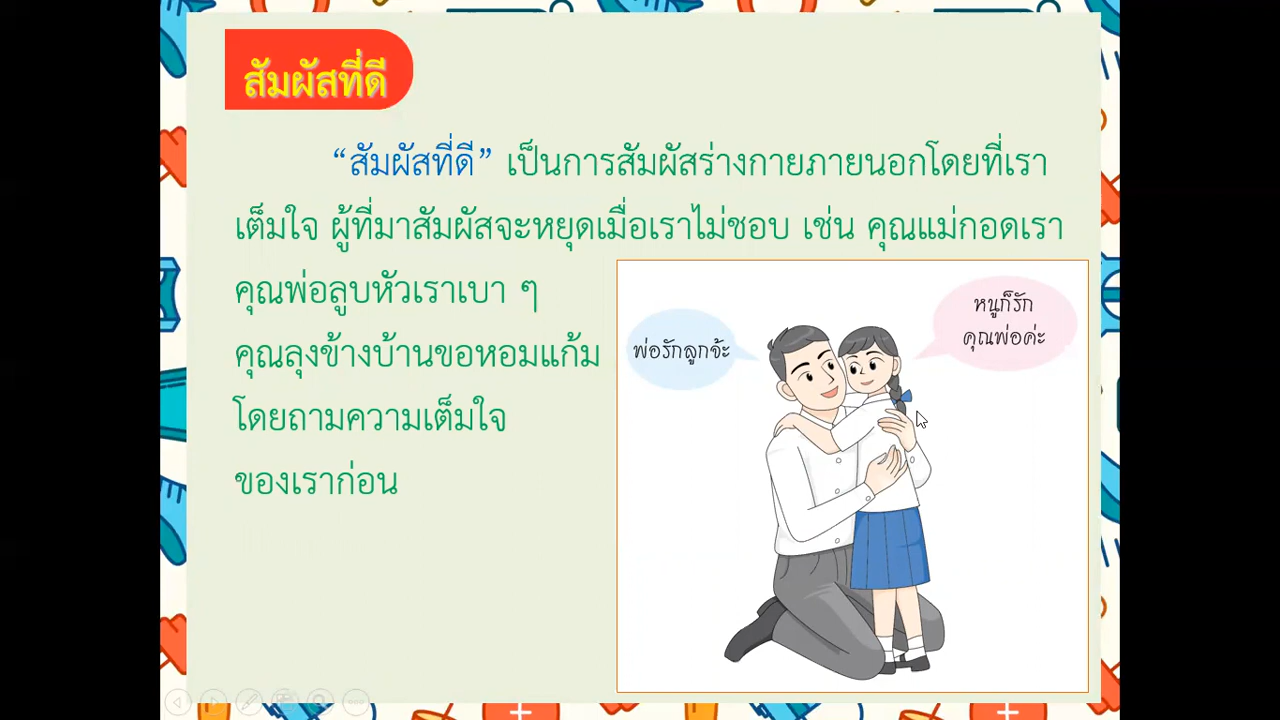 สัมผัสที่ดี
“สัมผัสที่ดี” เป็นการสัมผัสร่างกายภายนอกโดยที่เรา
เต็มใจ ผู้ที่มาสัมผัสจะหยุดเมื่อเราไม่ชอบ เช่น คุณแม่กอดเรา
คุณพ่อลูบหัวเราเบา ๆ
คุณลุงข้างบ้านขอหอมแก้ม
โดยถามความเต็มใจ
ของเราก่อน
พ่อรักลูกจ้ะ
หนูก็รัก
คุณพ่อค่ะ